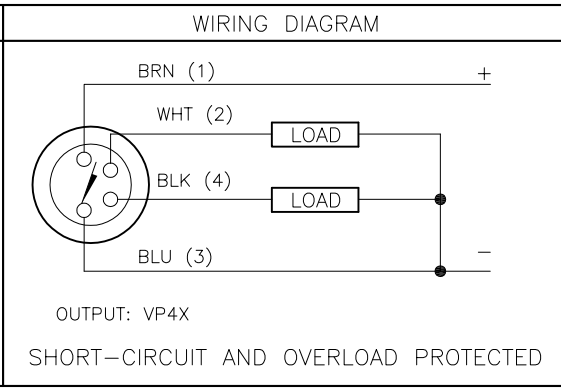 WIRING DIAGRAM
BRN (1)
+
WHT (2)
LOAD
BLK (4)
LOAD
BLU (3)
−
OUTPUT: VP4X
SHORT−CIRCUIT AND OVERLOAD PROTECTED